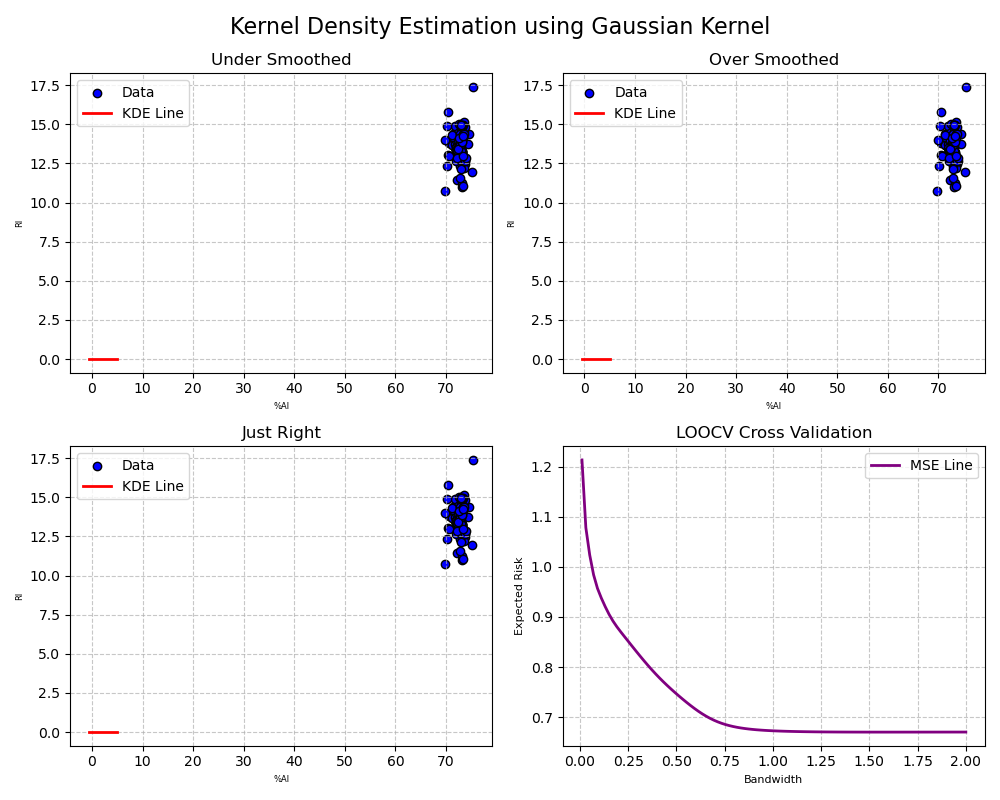 Kernel Density Estimation using Gaussian Kernel
Under Smoothed
17.5
15.0
12.5
10.0
7.5
5.0
2.5
0.0
RI
Data
KDE Line
0 10 20 30 40 50 60 70
%Al
Over Smoothed
17.5
15.0
12.5
10.0
7.5
5.0
2.5
0.0
RI
Data
KDE Line
0 10 20 30 40 50 60 70
%Al
Just Right
17.5
15.0
12.5
10.0
7.5
5.0
2.5
0.0
RI
Data
KDE Line
0 10 20 30 40 50 60 70
%Al
LOOCV Cross Validation
1.2
1.1
1.0
0.9
0.8
0.7
Expected Risk
MSE Line
0.00 0.25 0.50 0.75 1.00 1.25 1.50 1.75 2.00
Bandwidth